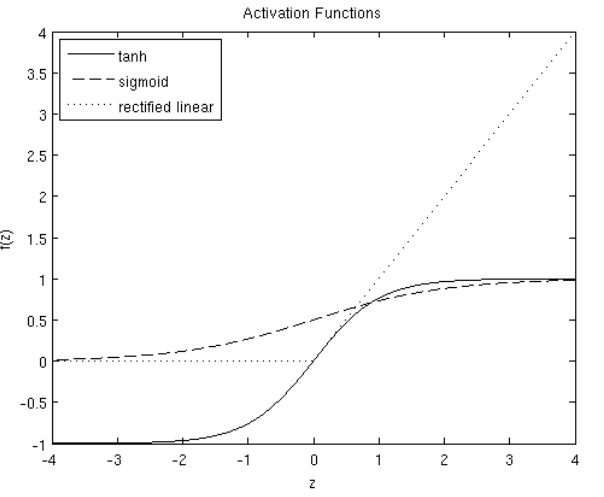 Activation Functions
tanh
sigmoid
rectified linear
4
3.5
3
2.5
2
1.5
1
0.5
0
-0.5
-1
f(z)
-4 -3 -2 -1 0 1 2 3 4
z